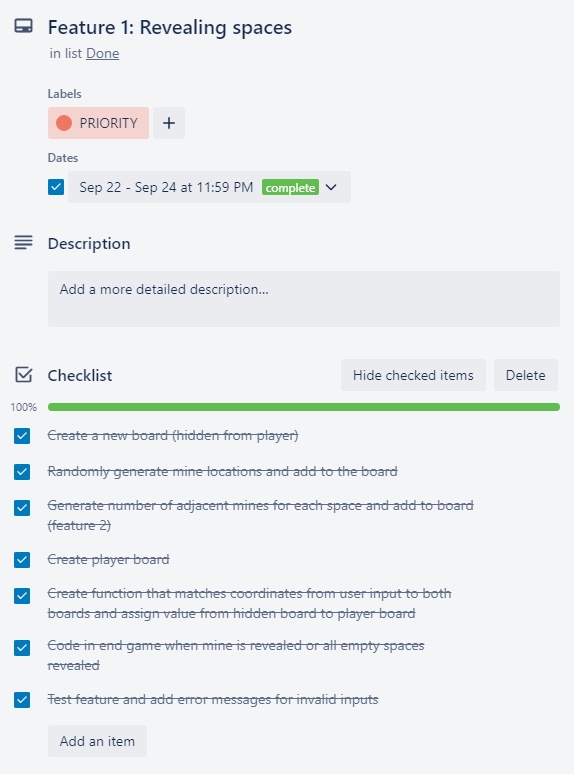 Feature 1: Revealing spaces
in list Done
Labels
PRIORITY +
Dates
Sep 22 - Sep 24 at 11:59 PM complete
Description
Add a more detailed description...
Checklist Hide checked items Delete
100%
Create a new board (hidden from player)
Randomly generate mine locations and add to the board
Generate number of adjacent mines for each space and add to board
(feature 2)
Create player board
Create function that matches coordinates from user input to both
boards and assign value from hidden board to player board
Code in end game when mine is revealed or all empty spaces
revealed
Test feature and add error messages for invalid inputs
Add an item